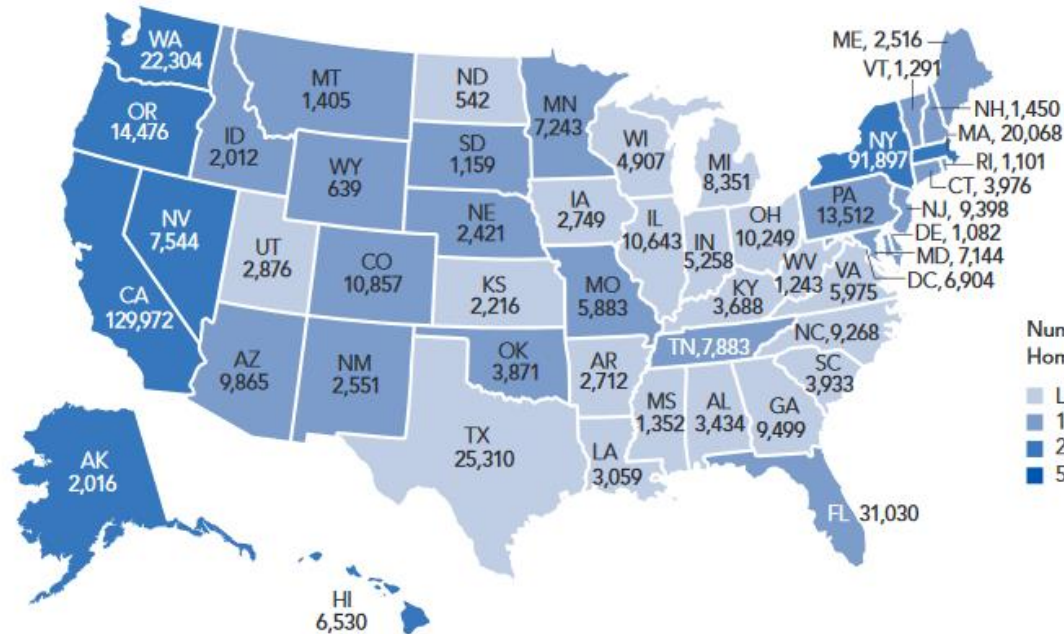 WA
22,304
OR
14,476
ID
2,012
MT
1,405
WY
639
NV
7,544
CA
129,972
UT
2,876
AZ
9,865
CO
10,857
NM
2,551
ND
542
SD
1,159
NE
2,421
KS
2,216
OK
3,871
TX
25,310
MN
7,243
IA
2,749
MO
5,883
AR
2,712
LA
3,059
WI
4,907
IL
10,643
MI
8,351
IN
5,258
OH
10,249
KY
3,688
WV
1,243
VA
5,975
TN, 7,883
NC, 9,268
SC
3,933
MS
1,352
AL
3,434
GA
9,499
FL 31,030
PA
13,512
NY
91,897
ME, 2,516
VT, 1,291
NH, 1,450
MA, 20,068
RI, 1,101
CT, 3,976
NJ, 9,398
DE, 1,082
MD, 7,144
DC, 6,904
AK
2,016
HI
6,530
Num
Hom
L
1
2
5